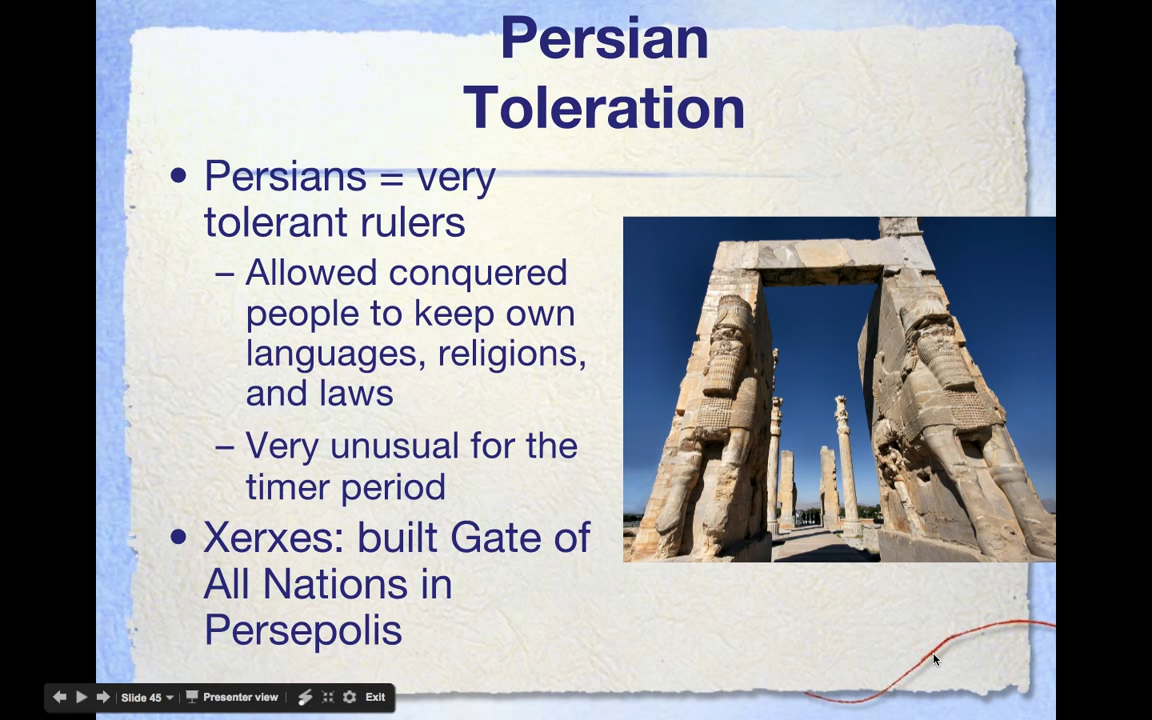 Persian
Toleration
• Persians = very
tolerant rulers
– Allowed conquered
people to keep own
languages, religions,
and laws
– Very unusual for the
timer period
• Xerxes: built Gate of
All Nations in
Persepolis
Slide 45 Presenter view Exit